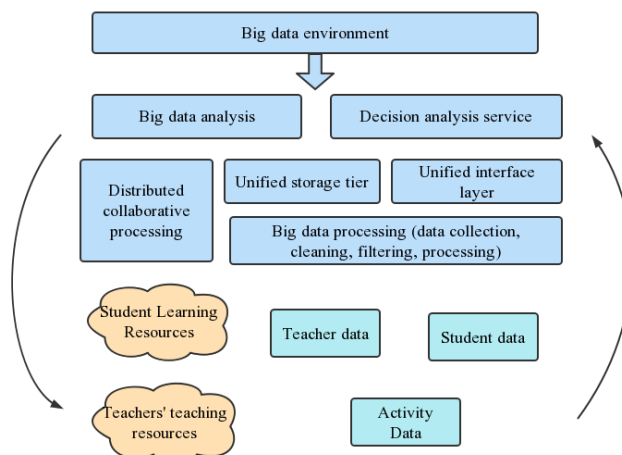 Big data environment
Big data analysis
Decision analysis service
Distributed
collaborative
processing
Unified storage tier
Unified interface
layer
Big data processing (data collection,
cleaning, filtering, processing)
Student Learning
Resources
Teacher data
Student data
Teachers' teaching
resources
Activity
Data